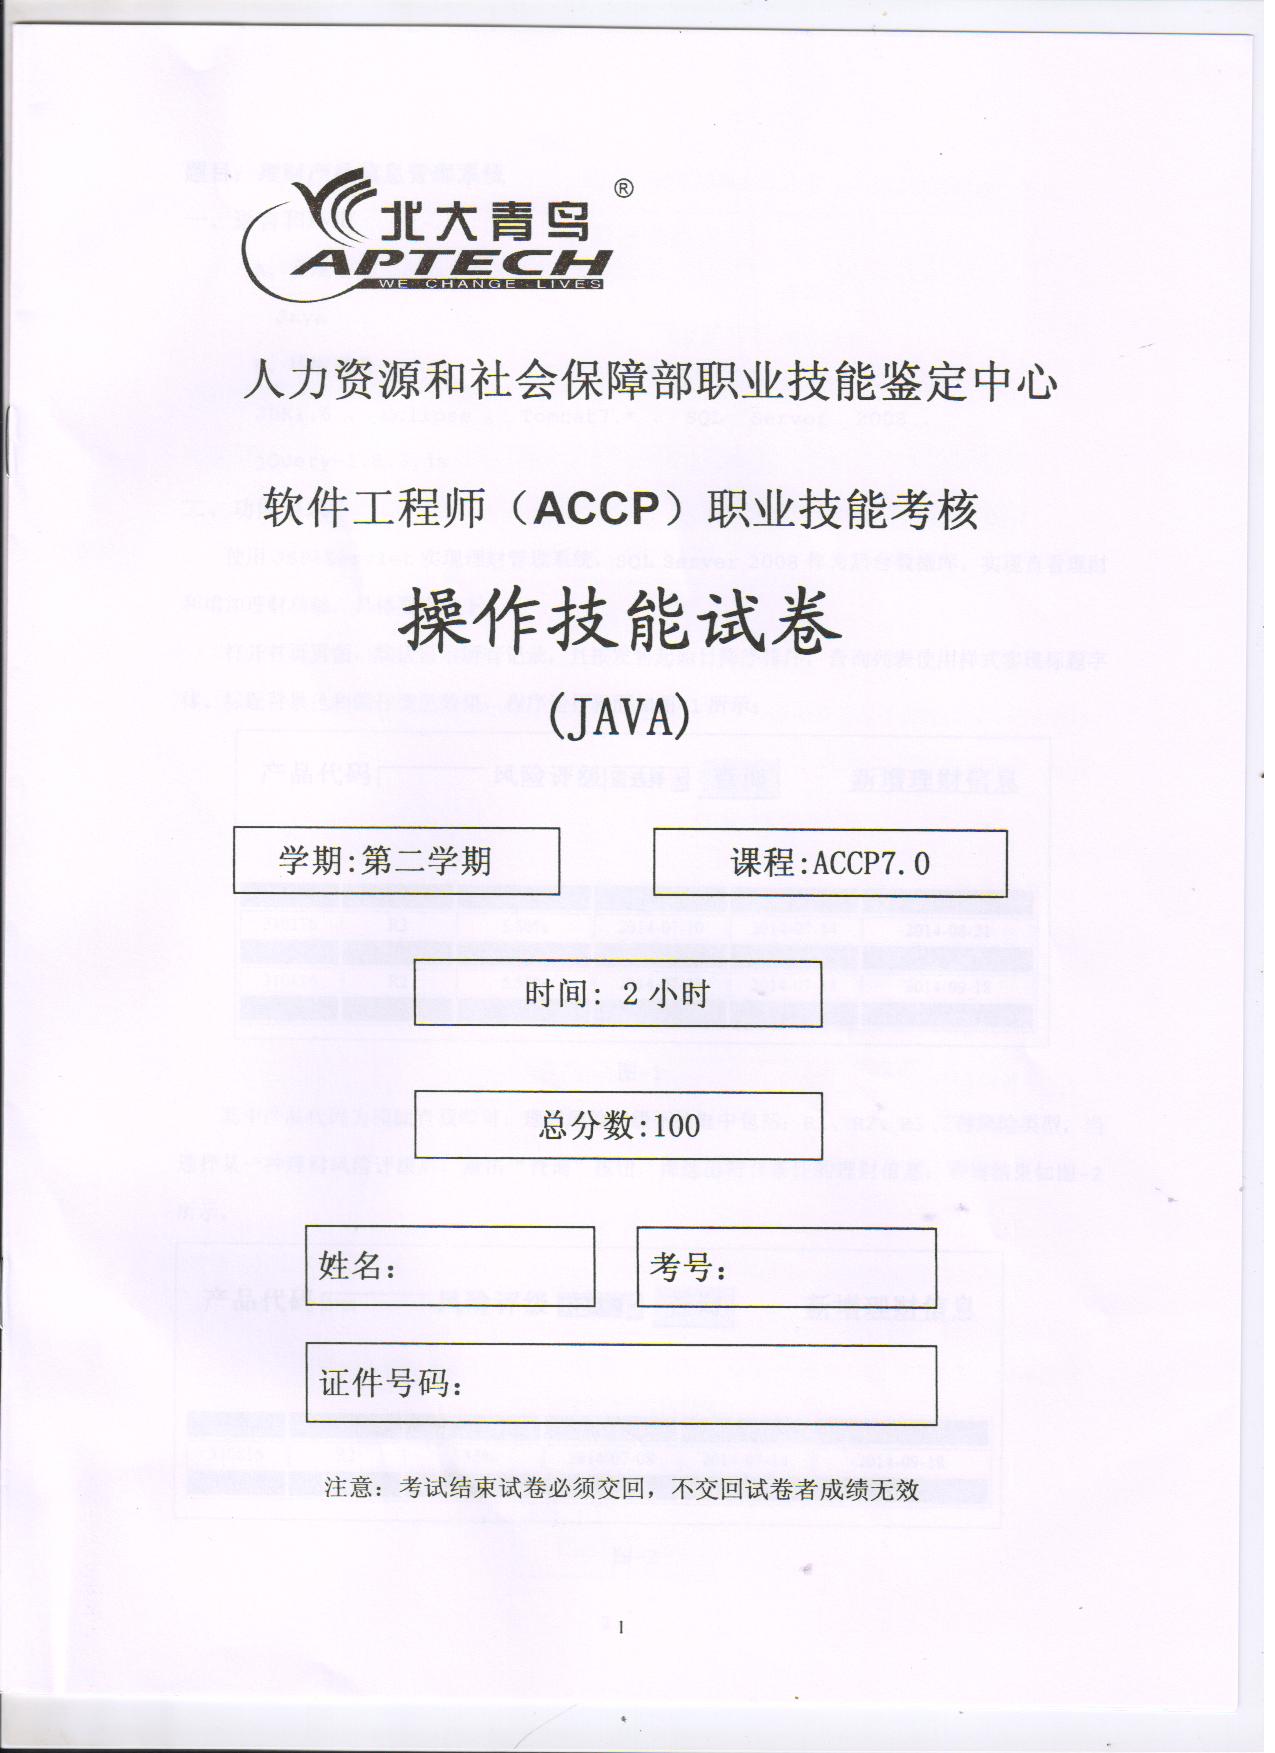 北大青鸟®
APTECH
WE CHANGE LIVES
人力资源和社会保障部职业技能鉴定中心
软件工程师（ACCP）职业技能考核
操作技能试卷
(JAVA)
学期:第二学期
课程:ACCP7.0
时间: 2小时
总分数:100
姓名:
考号:
证件号码:
注意：考试结束试卷必须交回，不交回试卷者成绩无效
1